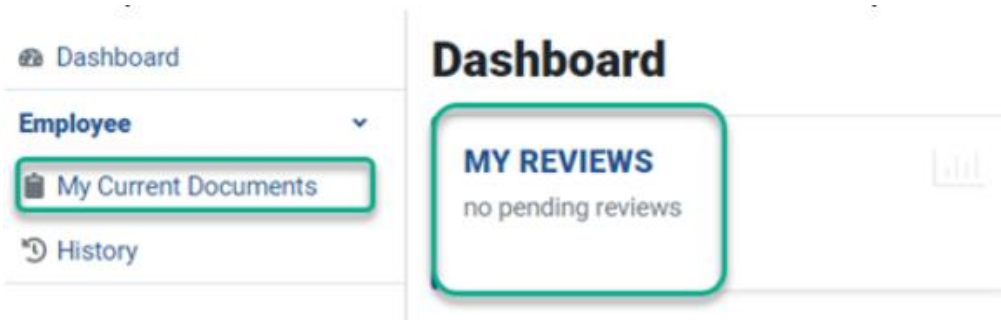 Dashboard
Employee
My Current Documents
History
Dashboard
MY REVIEWS
no pending reviews